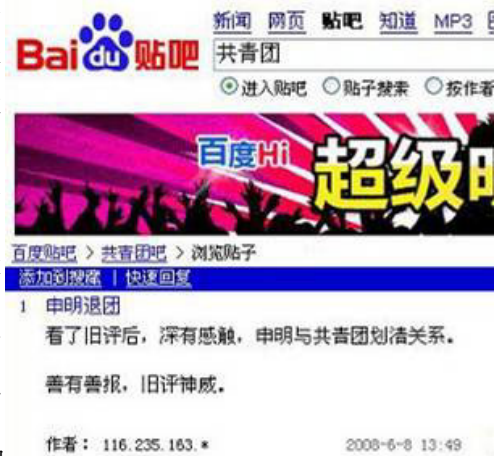 新闻 网页 贴吧 知道 MP3
Bai du 贴吧
共青团
进入贴吧 贴子搜索 按作者
百度Hi 超级
百度贴吧 > 共青团吧 > 浏览贴子
添加到搜藏 | 快速回复
1 申明退团
看了旧评后，深有感触，申明与共青团划清关系。
善有善报，旧评神威。
作者： 116.235.163.* 2008-6-8 13:49